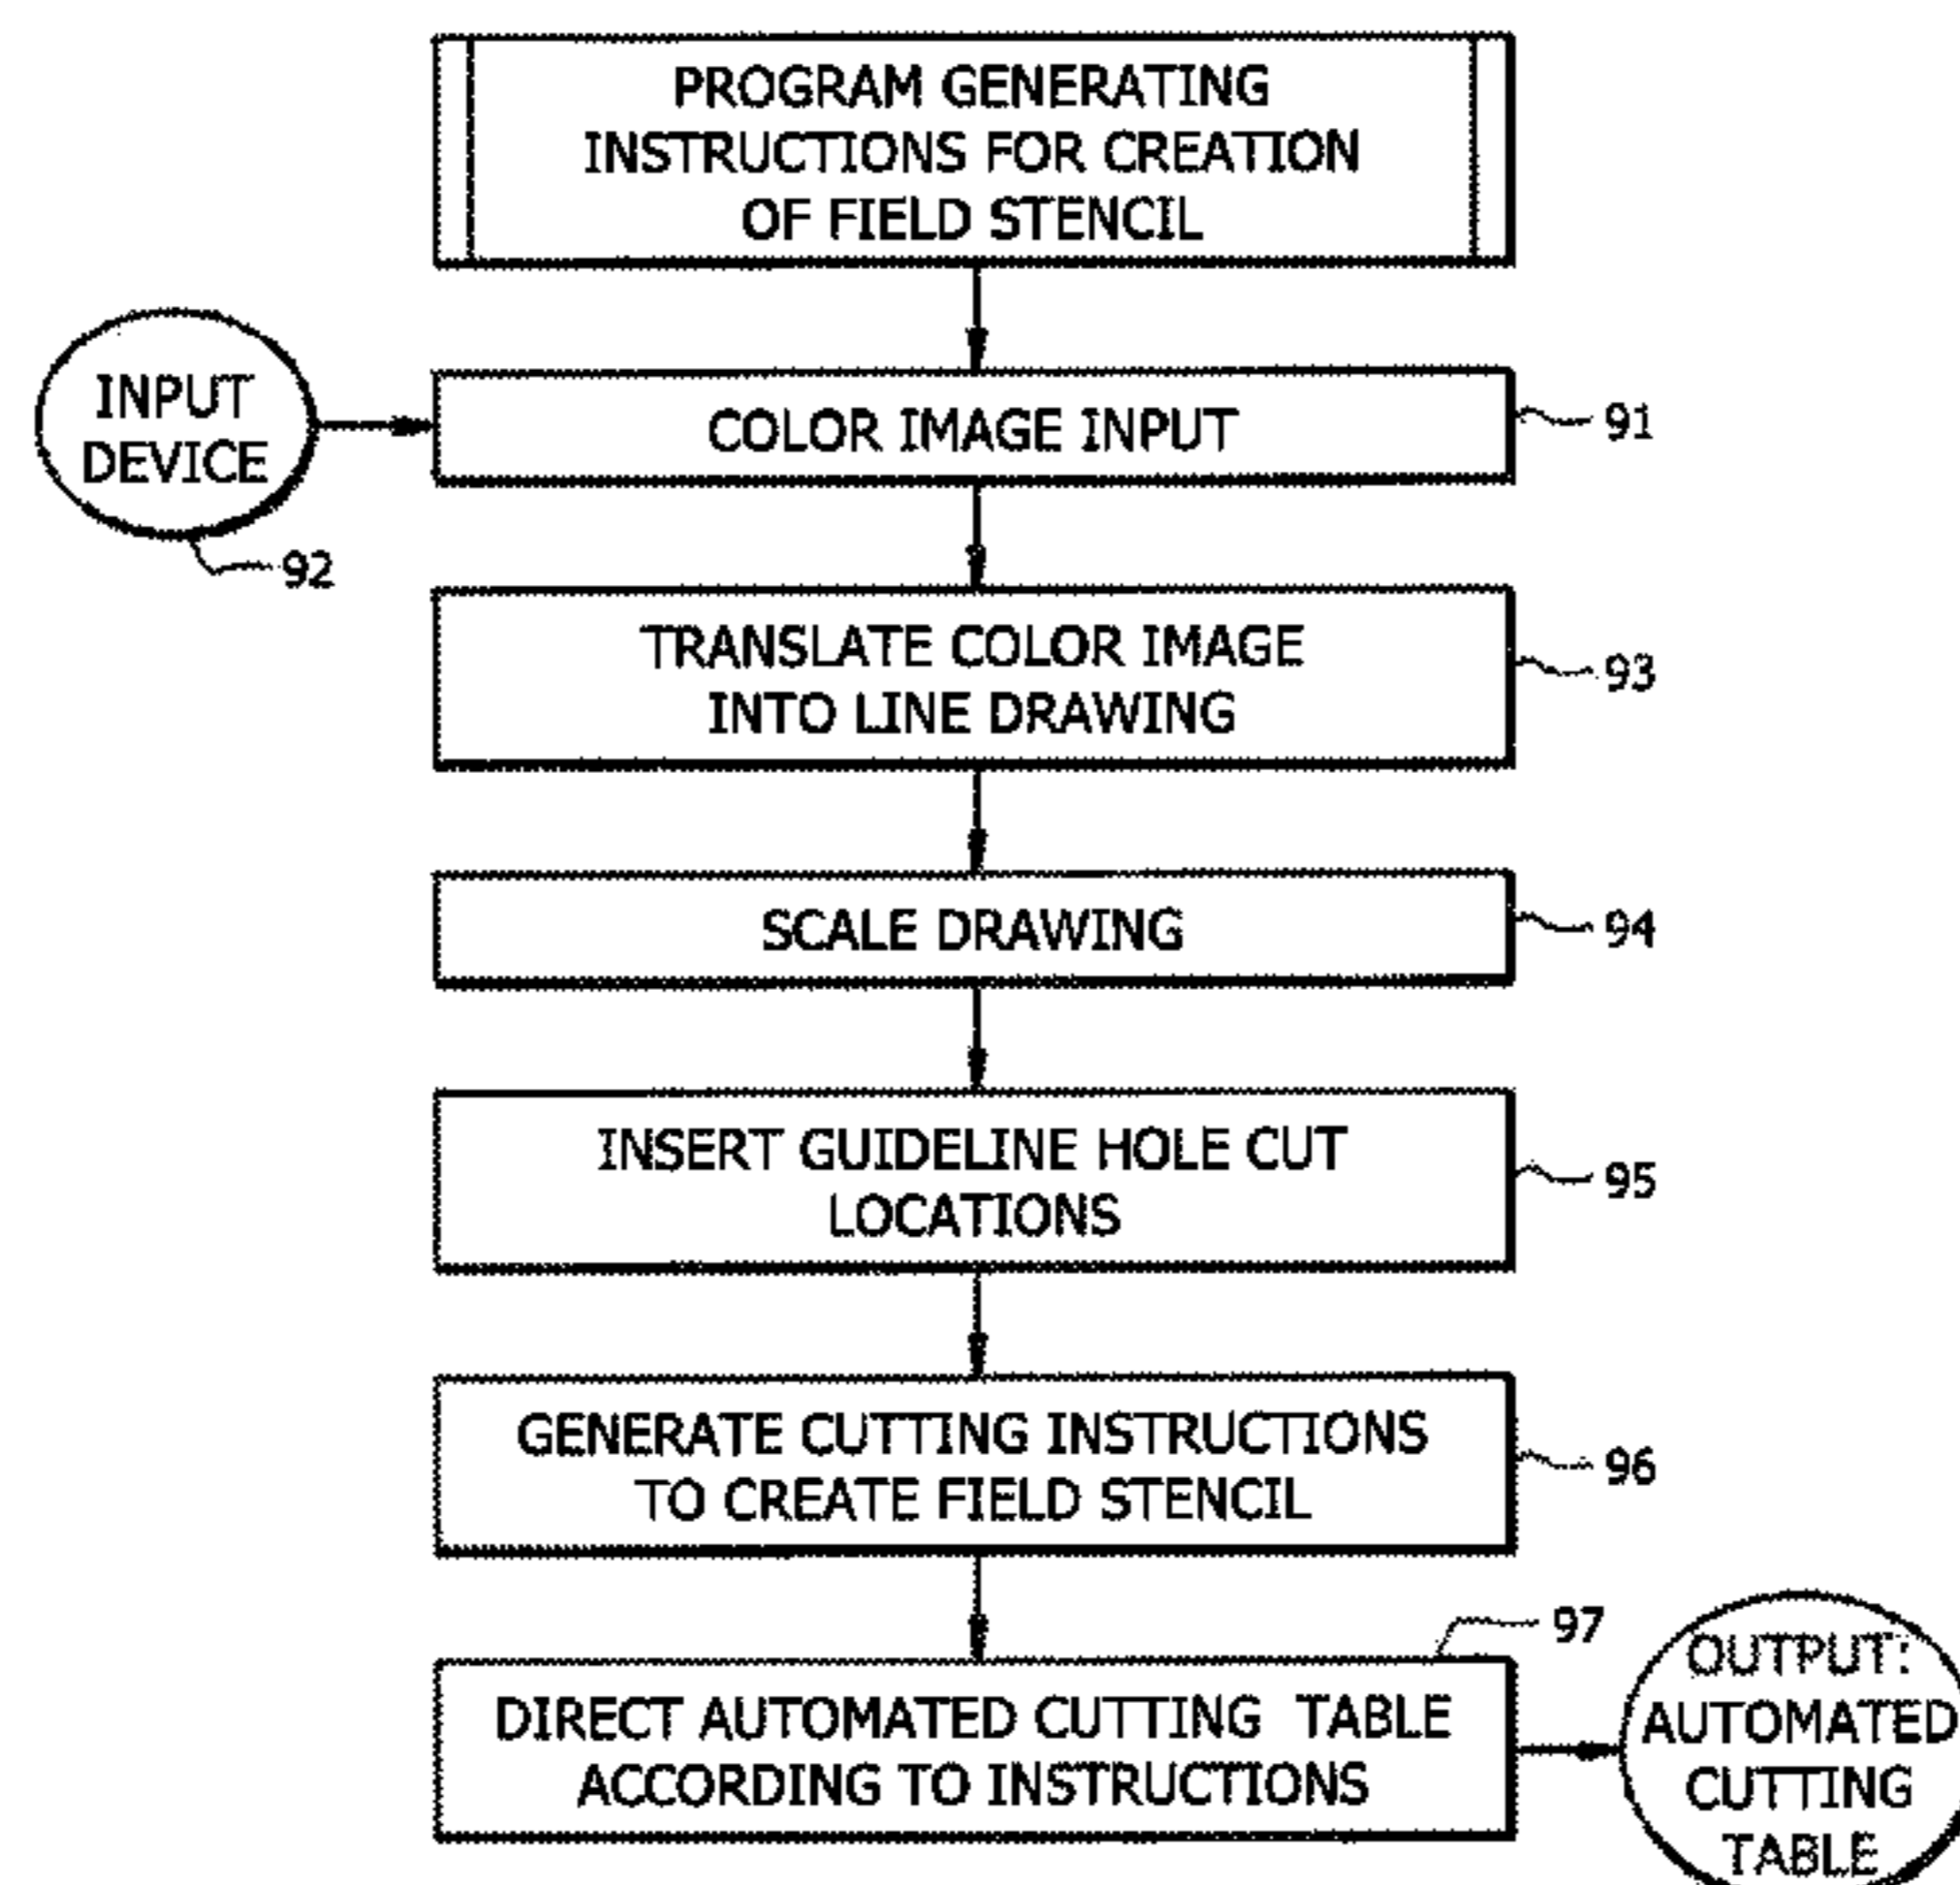 PROGRAM GENERATING
INSTRUCTIONS FOR CREATION
OF FIELD STENCIL
INPUT
DEVICE
92
COLOR IMAGE INPUT
91
TRANSLATE COLOR IMAGE
INTO LINE DRAWING
93
SCALE DRAWING
94
INSERT GUIDELINE HOLE CUT
LOCATIONS
95
GENERATE CUTTING INSTRUCTIONS
TO CREATE FIELD STENCIL
96
97
DIRECT AUTOMATED CUTTING TABLE
ACCORDING TO INSTRUCTIONS
OUTPUT:
AUTOMATED
CUTTING
TABLE